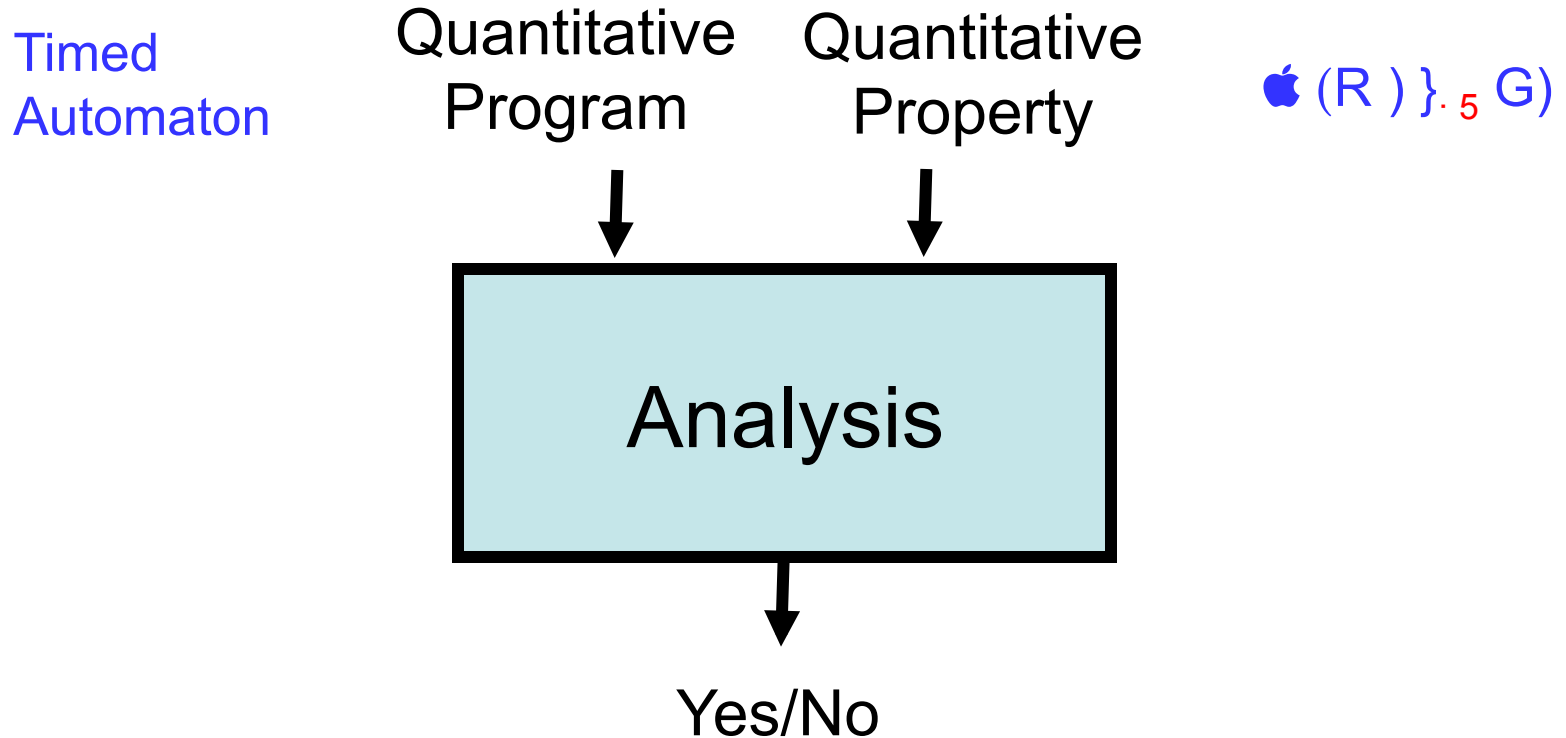 Timed
Automaton
Quantitative
Program
Quantitative
Property
 (R ) }. 5 G)
Analysis
Yes/No